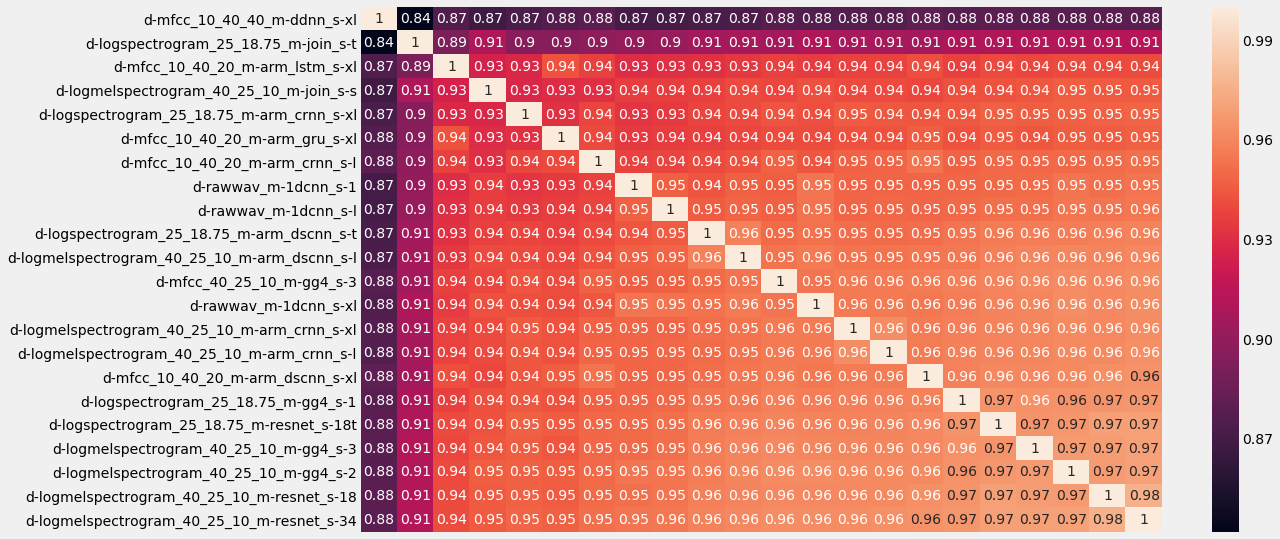 d-mfcc_10_40_40_m-ddnn_s-xl 1 0.84 0.87 0.87 0.87 0.88 0.88 0.87 0.87 0.87 0.87 0.88 0.88 0.88 0.88 0.88 0.88 0.88 0.88 0.88 0.88 0.88
d-logspectrogram_25_18.75_m-join_s-t 0.84 1 0.89 0.91 0.9 0.9 0.9 0.9 0.9 0.91 0.91 0.91 0.91 0.91 0.91 0.91 0.91 0.91 0.91 0.91 0.91 0.91
d-mfcc_10_40_20_m-arm_lstm_s-xl 0.87 0.89 1 0.93 0.93 0.94 0.94 0.93 0.93 0.93 0.93 0.94 0.94 0.94 0.94 0.94 0.94 0.94 0.94 0.94 0.94 0.94
d-logmelspectrogram_40_25_10_m-join_s-s 0.87 0.91 0.93 1 0.93 0.93 0.93 0.94 0.94 0.94 0.94 0.94 0.94 0.94 0.94 0.94 0.94 0.94 0.94 0.95 0.95 0.95
d-logspectrogram_25_18.75_m-arm_crnn_s-xl 0.87 0.9 0.93 0.93 1 0.93 0.94 0.93 0.93 0.94 0.94 0.94 0.94 0.95 0.94 0.94 0.94 0.95 0.94 0.95 0.95 0.95
d-mfcc_10_40_20_m-arm_gru_s-xl 0.88 0.9 0.94 0.93 0.93 1 0.94 0.93 0.94 0.94 0.94 0.94 0.94 0.94 0.94 0.95 0.94 0.95 0.94 0.95 0.95 0.95
d-mfcc_10_40_20_m-arm_crnn_s-l 0.88 0.9 0.94 0.93 0.94 0.94 1 0.94 0.94 0.94 0.94 0.95 0.94 0.95 0.95 0.95 0.95 0.95 0.95 0.95 0.95 0.95
d-rawwav_m-1dcnn_s-1 0.87 0.9 0.93 0.94 0.93 0.93 0.94 1 0.95 0.94 0.95 0.95 0.95 0.95 0.95 0.95 0.95 0.95 0.95 0.95 0.95 0.95
d-rawwav_m-1dcnn_s-l 0.87 0.9 0.93 0.94 0.93 0.94 0.94 0.95 1 0.95 0.95 0.95 0.95 0.95 0.95 0.95 0.95 0.95 0.95 0.95 0.95 0.96
d-logspectrogram_25_18.75_m-arm_dscnn_s-t 0.87 0.91 0.93 0.94 0.94 0.94 0.94 0.94 0.95 1 0.96 0.95 0.95 0.95 0.95 0.95 0.96 0.96 0.96 0.96 0.96 0.96
d-logmelspectrogram_40_25_10_m-arm_dscnn_s-l 0.87 0.91 0.93 0.94 0.94 0.94 0.94 0.95 0.95 0.96 1 0.95 0.96 0.95 0.95 0.95 0.96 0.96 0.96 0.96 0.96 0.96
d-mfcc_40_25_10_m-gg4_s-3 0.88 0.91 0.94 0.94 0.94 0.94 0.95 0.95 0.95 0.95 0.95 1 0.95 0.96 0.96 0.96 0.96 0.96 0.96 0.96 0.96 0.96
d-rawwav_m-1dcnn_s-xl 0.88 0.91 0.94 0.94 0.94 0.94 0.94 0.95 0.95 0.95 0.96 0.95 1 0.96 0.96 0.96 0.96 0.96 0.96 0.96 0.96 0.96
d-logmelspectrogram_40_25_10_m-arm_crnn_s-xl 0.88 0.91 0.94 0.94 0.95 0.94 0.95 0.95 0.95 0.95 0.95 0.96 0.96 1 0.96 0.96 0.96 0.96 0.96 0.96 0.96 0.96
d-logmelspectrogram_40_25_10_m-arm_crnn_s-l 0.88 0.91 0.94 0.94 0.94 0.94 0.95 0.95 0.95 0.95 0.95 0.96 0.96 0.96 1 0.96 0.96 0.96 0.96 0.96 0.96 0.96
d-mfcc_10_40_20_m-arm_dscnn_s-xl 0.88 0.91 0.94 0.94 0.94 0.95 0.95 0.95 0.95 0.95 0.95 0.96 0.96 0.96 0.96 1 0.96 0.96 0.96 0.96 0.96 0.96
d-logspectrogram_25_18.75_m-gg4_s-1 0.88 0.91 0.94 0.94 0.94 0.94 0.95 0.95 0.95 0.96 0.96 0.96 0.96 0.96 0.96 0.96 1 0.97 0.96 0.96 0.97 0.97
d-logspectrogram_25_18.75_m-resnet_s-18t 0.88 0.91 0.94 0.94 0.95 0.95 0.95 0.95 0.95 0.96 0.96 0.96 0.96 0.96 0.96 0.96 0.97 1 0.97 0.97 0.97 0.97
d-logmelspectrogram_40_25_10_m-gg4_s-3 0.88 0.91 0.94 0.94 0.94 0.94 0.95 0.95 0.95 0.96 0.96 0.96 0.96 0.96 0.96 0.96 0.96 0.97 1 0.97 0.97 0.97
d-logmelspectrogram_40_25_10_m-gg4_s-2 0.88 0.91 0.94 0.95 0.95 0.95 0.95 0.95 0.95 0.96 0.96 0.96 0.96 0.96 0.96 0.96 0.96 0.97 0.97 1 0.97 0.97
d-logmelspectrogram_40_25_10_m-resnet_s-18 0.88 0.91 0.94 0.95 0.95 0.95 0.95 0.95 0.95 0.96 0.96 0.96 0.96 0.96 0.96 0.96 0.97 0.97 0.97 0.97 1 0.98
d-logmelspectrogram_40_25_10_m-resnet_s-34 0.88 0.91 0.94 0.95 0.95 0.95 0.95 0.95 0.96 0.96 0.96 0.96 0.96 0.96 0.96 0.96 0.97 0.97 0.97 0.97 0.98 1
0.99
0.96
0.93
0.90
0.87